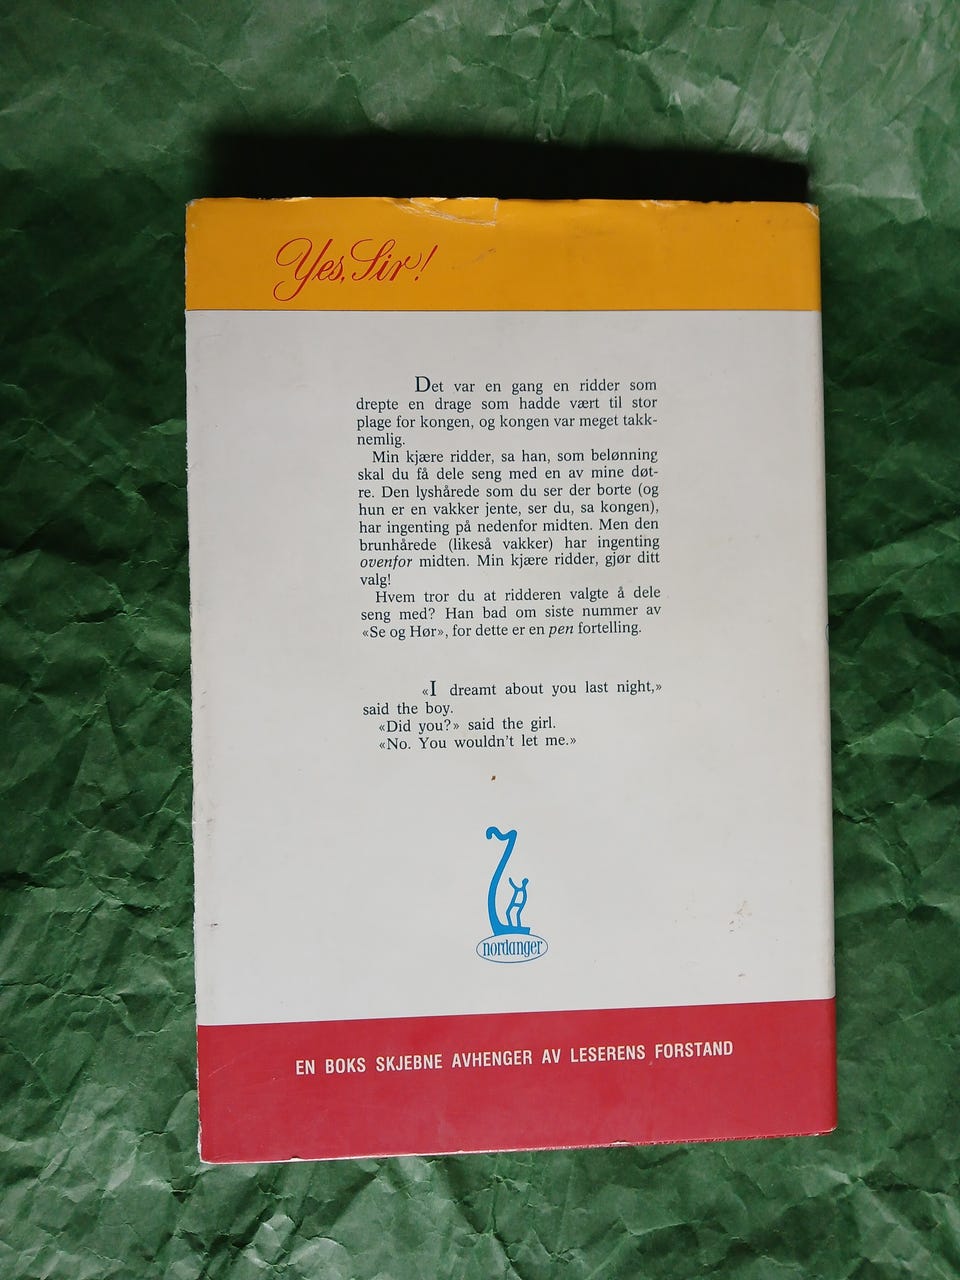 Yes, Sir!
Det var en gang en ridder som
drepte en drage som hadde vært til stor
plage for kongen, og kongen var meget takk-
nemlig.
Min kjære ridder, sa han, som belønning
skal du få dele seng med en av mine døt-
re. Den lyshårede som du ser der borte (og
hun er en vakker jente, ser du, sa kongen),
har ingenting på nedenfor midten. Men den
brunhårede (likeså vakker) har ingenting
ovenfor midten. Min kjære ridder, gjør ditt
valg!
Hvem tror du at ridderen valgte å dele
seng med? Han bad om siste nummer av
«Se og Hør», for dette er en pen fortelling.
«I dreamt about you last night,»
said the boy.
«Did you?» said the girl.
«No. You wouldn't let me.»
nordanger
EN BOKS SKJEBNE AVHENGER AV LESERENS FORSTAND